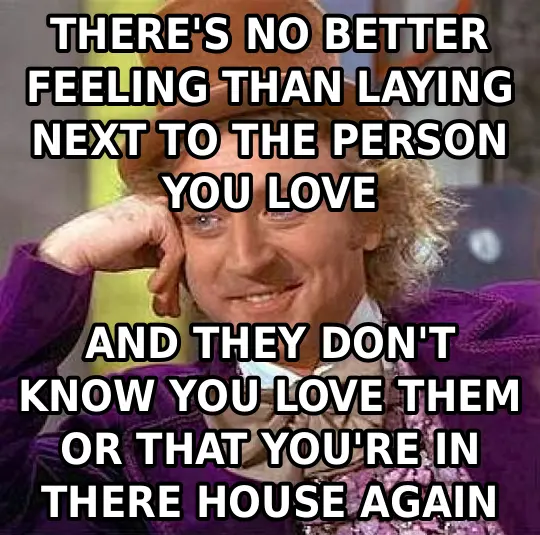 THERE'S NO BETTER
FEELING THAN LAYING
NEXT TO THE PERSON
YOU LOVE
AND THEY DON'T
KNOW YOU LOVE THEM
OR THAT YOU'RE IN
THERE HOUSE AGAIN